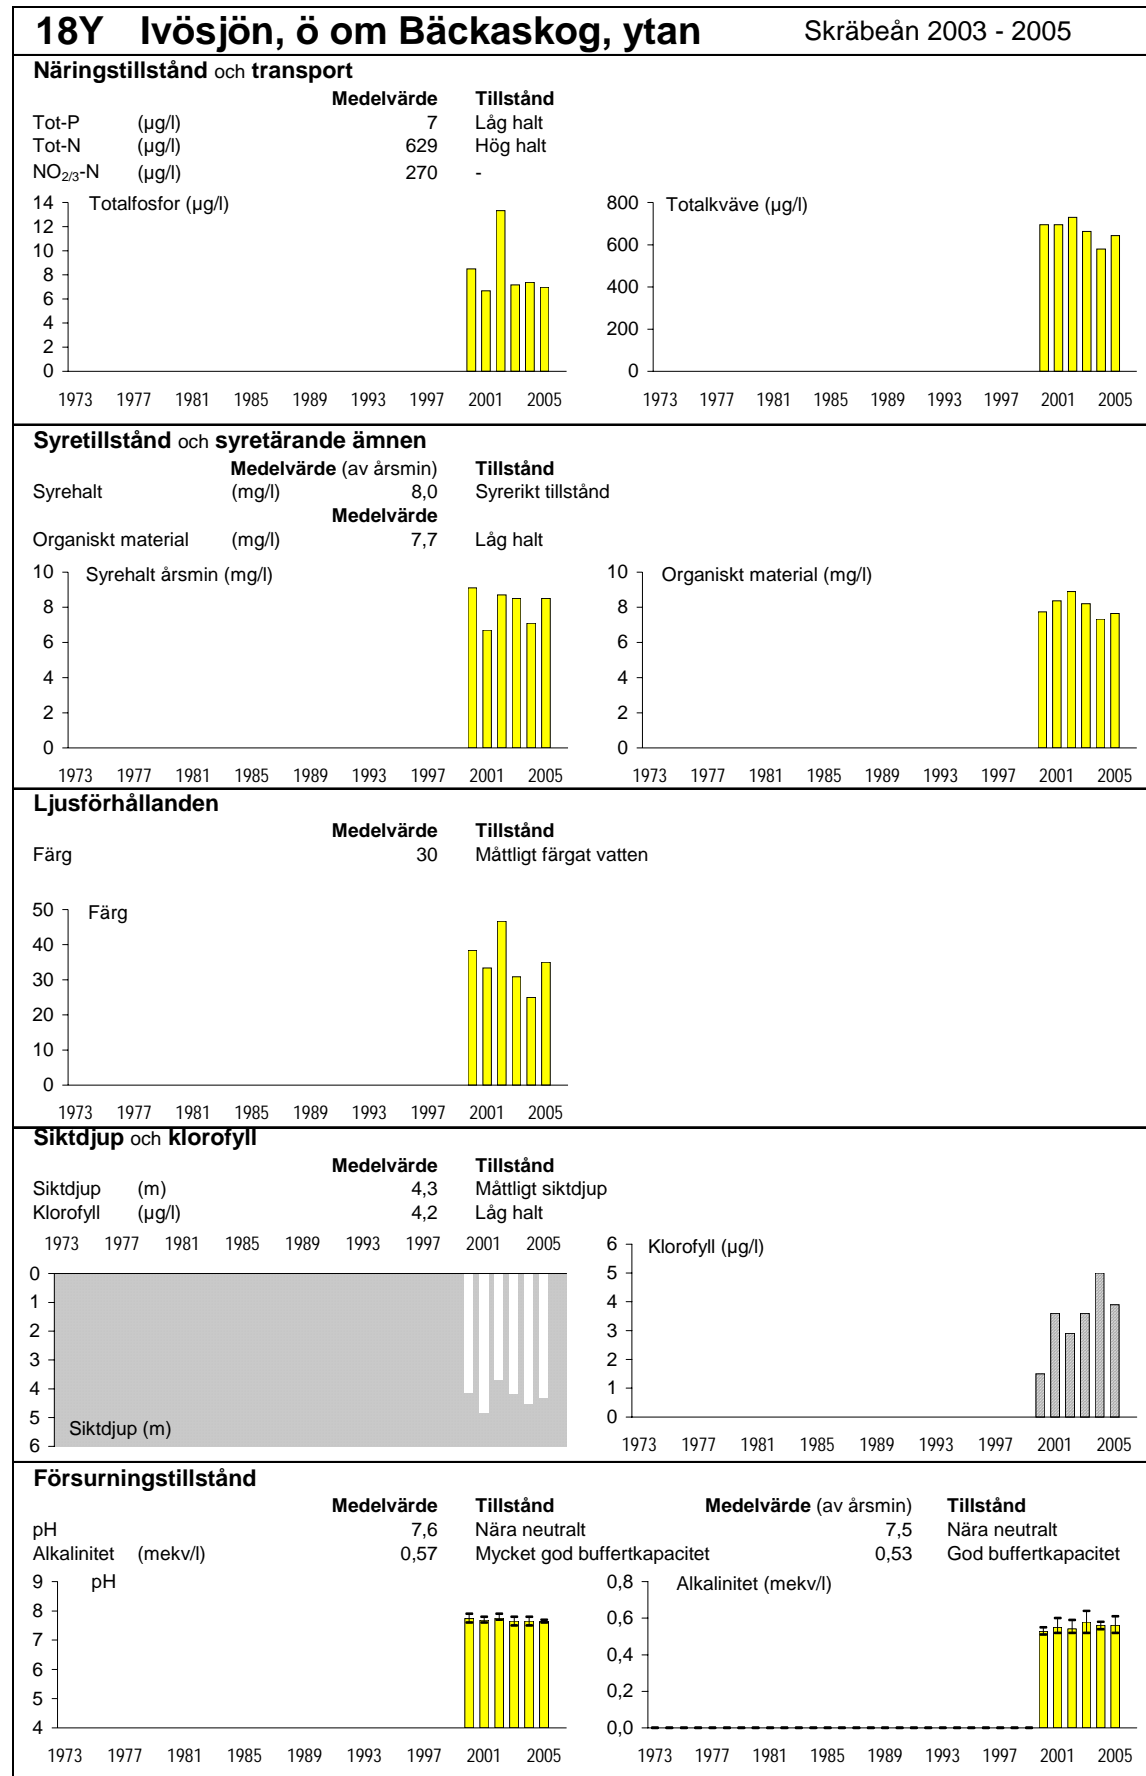 18Y Ivösjön, ö om Bäckaskog, ytan Skräbeån 2003 - 2005
Näringstillstånd och transport
Medelvärde Tillstånd
Tot-P (µg/l) 7 Låg halt
Tot-N (µg/l) 629 Hög halt
NO2/3-N (µg/l) 270 -
Totalfosfor (µg/l)
14
12
10
8
6
4
2
0
1973 1977 1981 1985 1989 1993 1997 2001 2005
Totalkväve (µg/l)
800
600
400
200
0
1973 1977 1981 1985 1989 1993 1997 2001 2005
Syretillstånd och syretärande ämnen
Medelvärde (av årsmin) Tillstånd
Syrehalt (mg/l) 8,0 Syrerikt tillstånd
Medelvärde
Organiskt material (mg/l) 7,7 Låg halt
Syrehalt årsmin (mg/l)
10
8
6
4
2
0
1973 1977 1981 1985 1989 1993 1997 2001 2005
Organiskt material (mg/l)
10
8
6
4
2
0
1973 1977 1981 1985 1989 1993 1997 2001 2005
Ljusförhållanden
Medelvärde Tillstånd
Färg 30 Måttligt färgat vatten
Färg
50
40
30
20
10
0
1973 1977 1981 1985 1989 1993 1997 2001 2005
Siktdjup och klorofyll
Medelvärde Tillstånd
Siktdjup (m) 4,3 Måttligt siktdjup
Klorofyll (µg/l) 4,2 Låg halt
1973 1977 1981 1985 1989 1993 1997 2001 2005
0
1
2
3
4
5
6
Siktdjup (m)
Klorofyll (µg/l)
6
5
4
3
2
1
0
1973 1977 1981 1985 1989 1993 1997 2001 2005
Försurningstillstånd
Medelvärde Tillstånd Medelvärde (av årsmin) Tillstånd
pH 7,6 Nära neutralt 7,5 Nära neutralt
Alkalinitet (mekv/l) 0,57 Mycket god buffertkapacitet 0,53 God buffertkapacitet
pH
9
8
7
6
5
4
1973 1977 1981 1985 1989 1993 1997 2001 2005
Alkalinitet (mekv/l)
0,8
0,6
0,4
0,2
0,0
1973 1977 1981 1985 1989 1993 1997 2001 2005